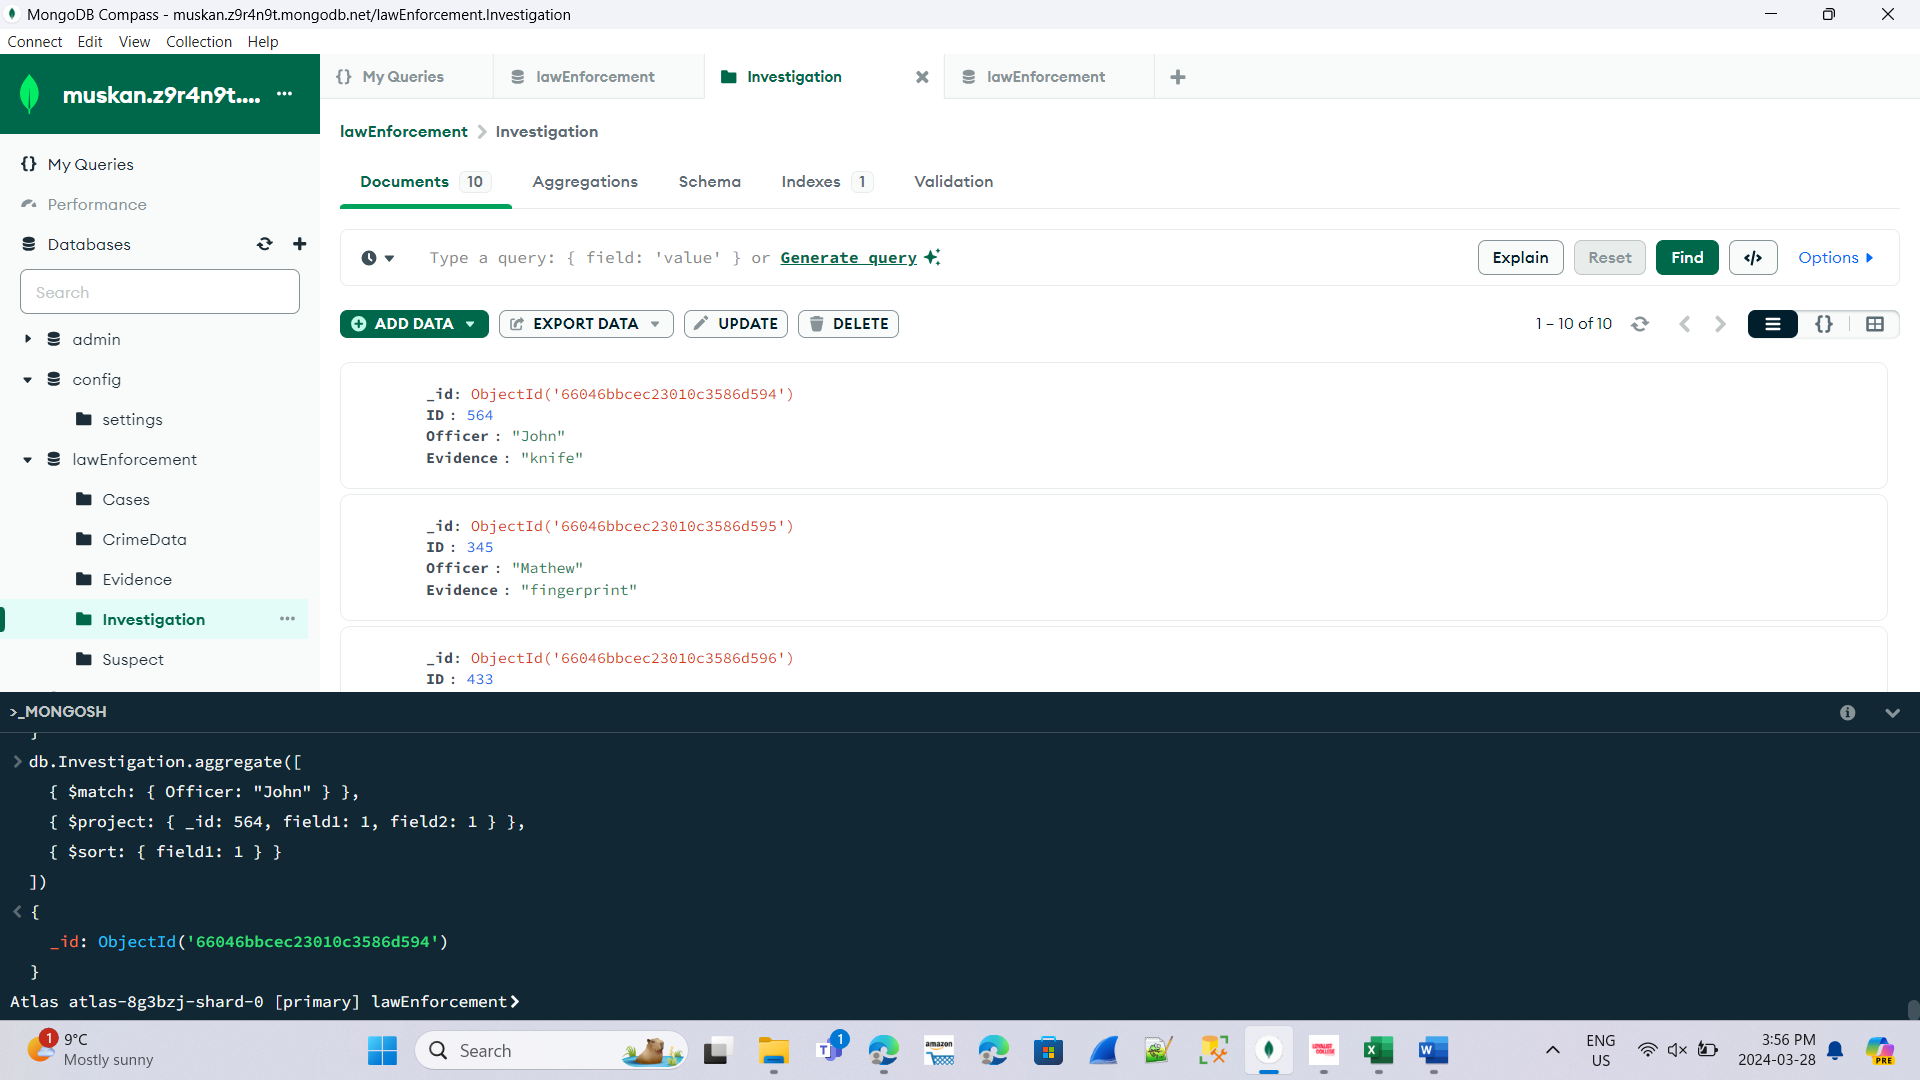 MongoDB Compass - muskan.z9r4n9t.mongodb.net/lawEnforcement.Investigation
Connect Edit View Collection Help
muskan.z9r4n9t....
My Queries
lawEnforcement
Investigation
lawEnforcement
lawEnforcement > Investigation
My Queries
Performance
Databases
Search
admin
config
settings
lawEnforcement
Cases
CrimeData
Evidence
Investigation
Suspect
Documents 10 Aggregations Schema Indexes 1 Validation
Type a query: { field: 'value' } or Generate query
Explain Reset Find </> Options
ADD DATA EXPORT DATA UPDATE DELETE
1 – 10 of 10 {}
_id: ObjectId('66046bbcec23010c3586d594')
ID : 564
Officer : "John"
Evidence : "knife"
_id: ObjectId('66046bbcec23010c3586d595')
ID : 345
Officer : "Mathew"
Evidence : "fingerprint"
_id: ObjectId('66046bbcec23010c3586d596')
ID : 433
>_MONGOSH
}
> db.Investigation.aggregate([
{ $match: { Officer: "John" } },
{ $project: { _id: 564, field1: 1, field2: 1 } },
{ $sort: { field1: 1 } }
])
< {
_id: ObjectId('66046bbcec23010c3586d594')
}
Atlas atlas-8g3bzj-shard-0 [primary] lawEnforcement>
1
9°C
Mostly sunny
Search
1
amazon
LOYALIST COLLEGE
ENG
US
3:56 PM
2024-03-28
PRE